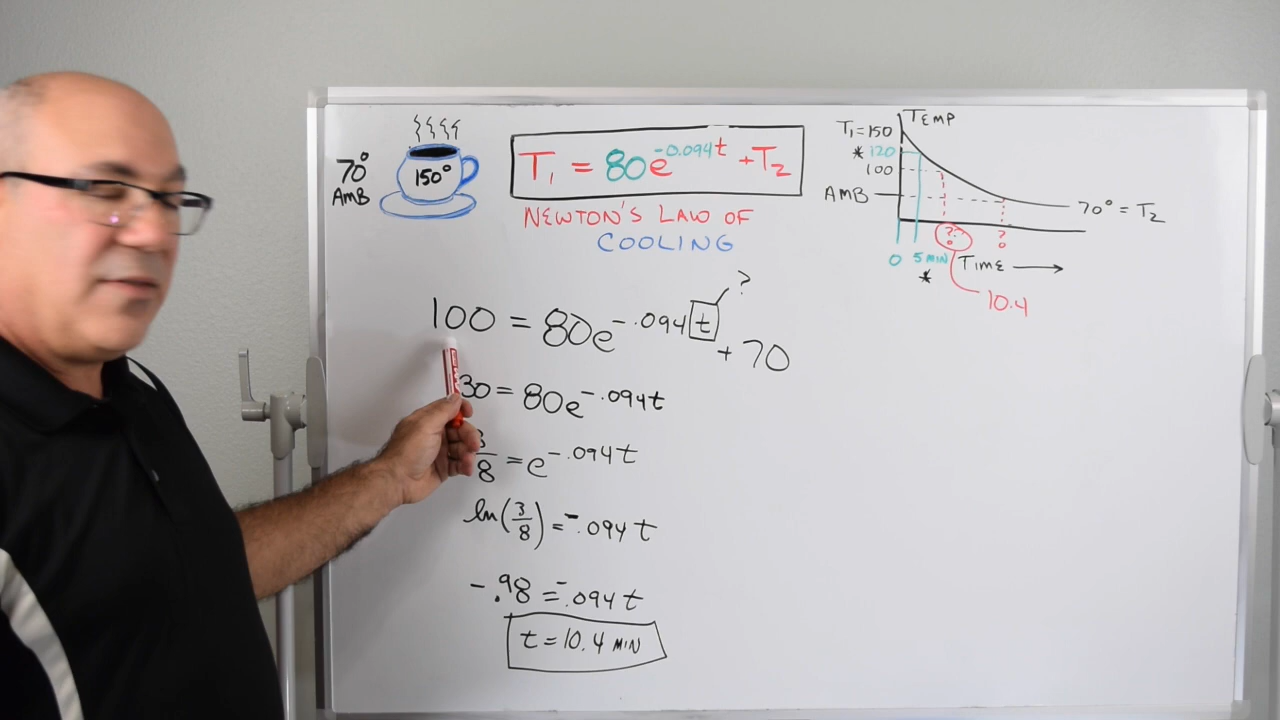 70°
AMB
150°
T₁ = 80e^-0.094t + T₂
NEWTON'S LAW OF
COOLING
TEMP
T₁=150
* 120
100
AMB
70° = T₂
0 5 MIN TIME
? ?
*
10.4
?
100 = 80e^-.094t + 70
30 = 80e^-.094t
3/8 = e^-.094t
ln(3/8) = -.094t
-.98 = -.094t
t = 10.4 MIN